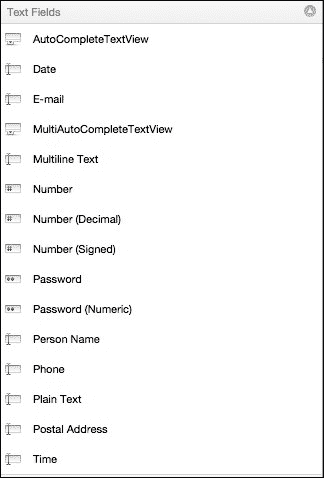 Text Fields
AutoCompleteTextView
Date
E-mail
MultiAutoCompleteTextView
Multiline Text
Number
Number (Decimal)
Number (Signed)
Password
Password (Numeric)
Person Name
Phone
Plain Text
Postal Address
Time